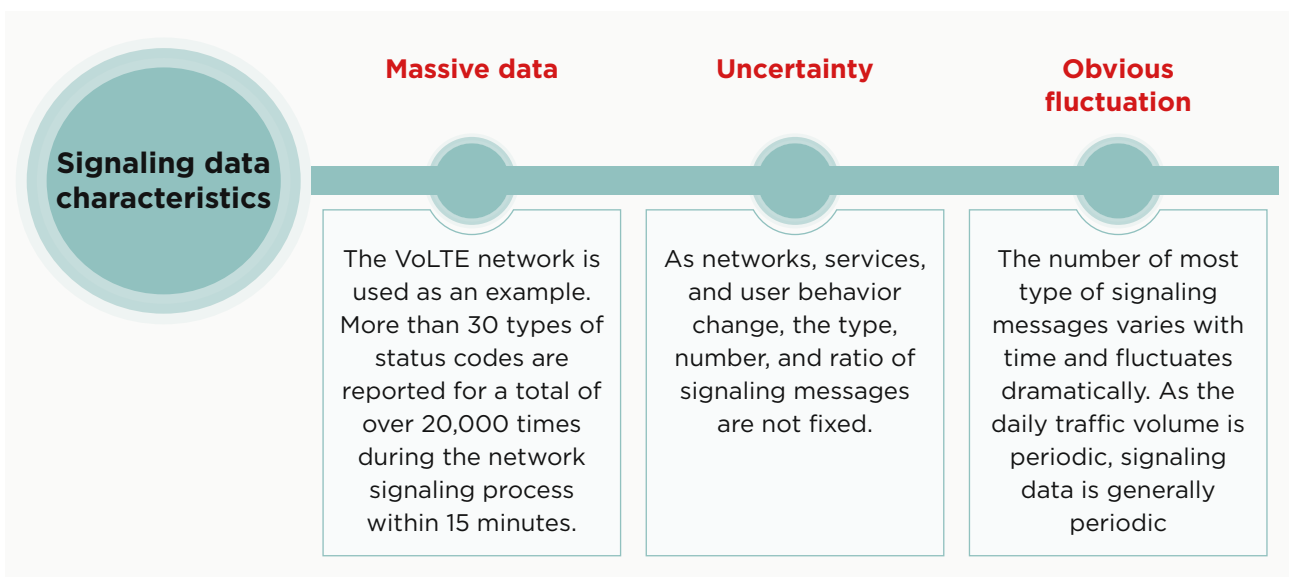 Signaling data
characteristics
Massive data
The VoLTE network is
used as an example.
More than 30 types of
status codes are
reported for a total of
over 20,000 times
during the network
signaling process
within 15 minutes.
Uncertainty
As networks, services,
and user behavior
change, the type,
number, and ratio of
signaling messages
are not fixed.
Obvious
fluctuation
The number of most
type of signaling
messages varies with
time and fluctuates
dramatically. As the
daily traffic volume is
periodic, signaling
data is generally
periodic